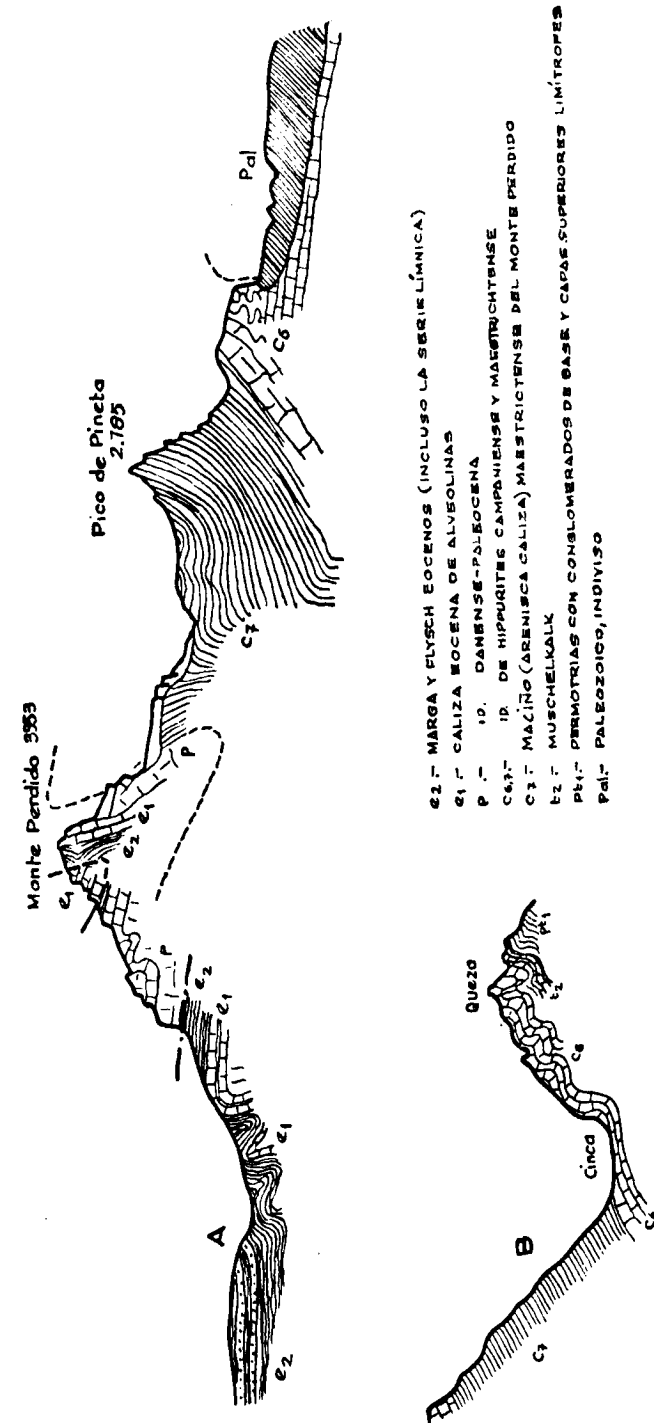 Monte Perdido 3353
Pico de Pineta
2.785
Pal
A
e2
e1
e1
e2
P
e1
e2
e1
P
C7
C6
B
C7
C6
Cinca
C6
Quezo
t2
Pt1
e2.- MARGA Y FLYSCH EOCENOS (INCLUSO LA SERIE LÍMNICA)
e1.- CALIZA EOCENA DE ALVEOLINAS
P.- ID. DANENSE-PALEOCENA
C6,7.- ID. DE HIPPURITES CAMPANIENSE Y MAESTRICHTENSE
C7.- MACIÑO (ARENISCA CALIZA) MAESTRICTENSE DEL MONTE PERDIDO
t2.- MUSCHELKALK
Pt1.- PERMOTRIAS CON CONGLOMERADOS DE BASE Y CAPAS SUPERIORES LIMÍTROFES
Pal.- PALEOZOICO, INDIVISO